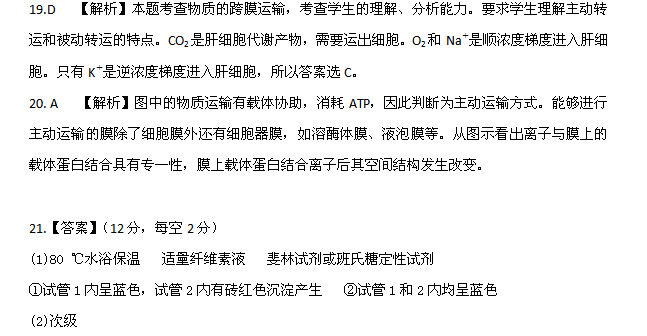 19.D 【解析】本题考查物质的跨膜运输，考查学生的理解、分析能力。要求学生理解主动转
运和被动转运的特点。CO₂是肝细胞代谢产物，需要运出细胞。O₂和 Na⁺是顺浓度梯度进入肝细
胞。只有 K⁺是逆浓度梯度进入肝细胞，所以答案选 C。
20. A 【解析】图中的物质运输有载体协助，消耗 ATP，因此判断为主动运输方式。能够进行
主动运输的膜除了细胞膜外还有细胞器膜，如溶酶体膜、液泡膜等。从图示看出离子与膜上的
载体蛋白结合具有专一性，膜上载体蛋白结合离子后其空间结构发生改变。
21.【答案】(12 分，每空 2 分)
(1)80 ℃水浴保温 适量纤维素液 斐林试剂或班氏糖定性试剂
①试管 1 内呈蓝色，试管 2 内有砖红色沉淀产生 ②试管 1 和 2 内均呈蓝色
(2)次级